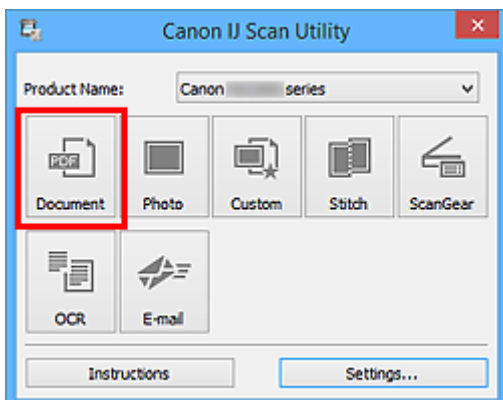 Canon IJ Scan Utility
Product Name: Canon series
PDF
Document Photo Custom Stitch ScanGear
OCR E-mail
Instructions Settings...